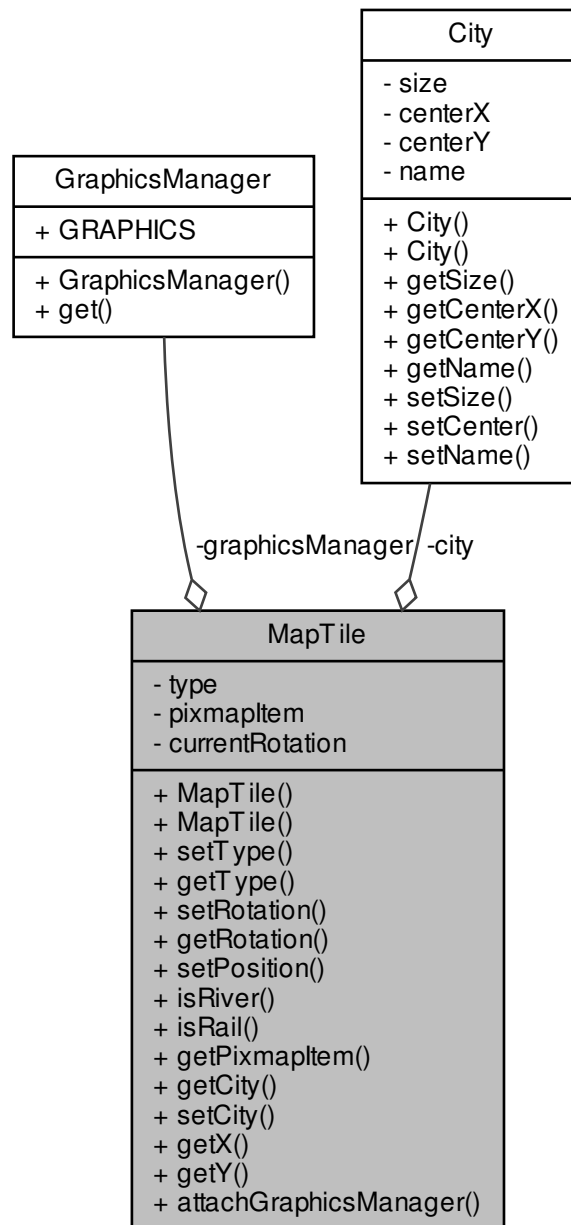 City
- size
- centerX
- centerY
- name
+ City()
+ City()
+ getSize()
+ getCenterX()
+ getCenterY()
+ getName()
+ setSize()
+ setCenter()
+ setName()
GraphicsManager
+ GRAPHICS
+ GraphicsManager()
+ get()
-graphicsManager
-city
MapTile
- type
- pixmapItem
- currentRotation
+ MapTile()
+ MapTile()
+ setType()
+ getType()
+ setRotation()
+ getRotation()
+ setPosition()
+ isRiver()
+ isRail()
+ getPixmapItem()
+ getCity()
+ setCity()
+ getX()
+ getY()
+ attachGraphicsManager()